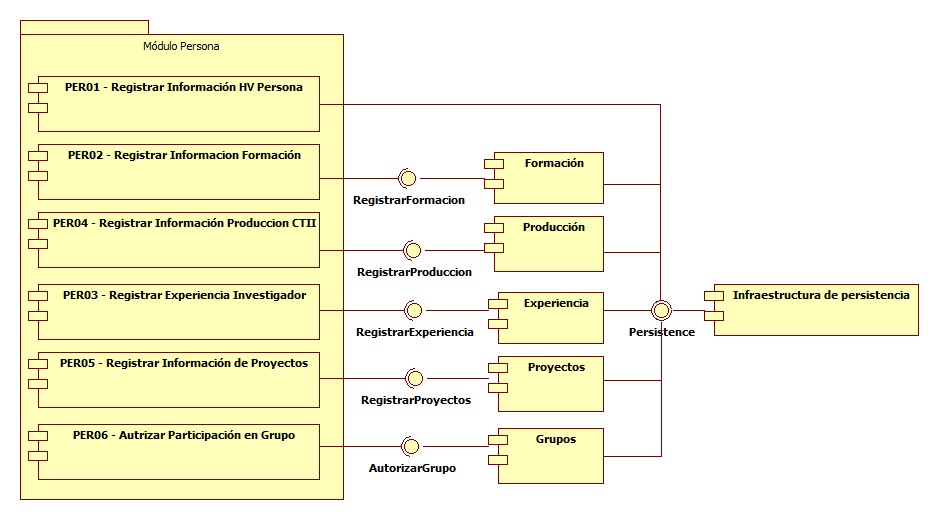 Módulo Persona
PER01 - Registrar Información HV Persona
PER02 - Registrar Informacion Formación
RegistrarFormacion
Formación
PER04 - Registrar Información Produccion CTII
RegistrarProduccion
Producción
PER03 - Registrar Experiencia Investigador
RegistrarExperiencia
Experiencia
Persistence
Infraestructura de persistencia
PER05 - Registrar Información de Proyectos
RegistrarProyectos
Proyectos
PER06 - Autrizar Participación en Grupo
AutorizarGrupo
Grupos